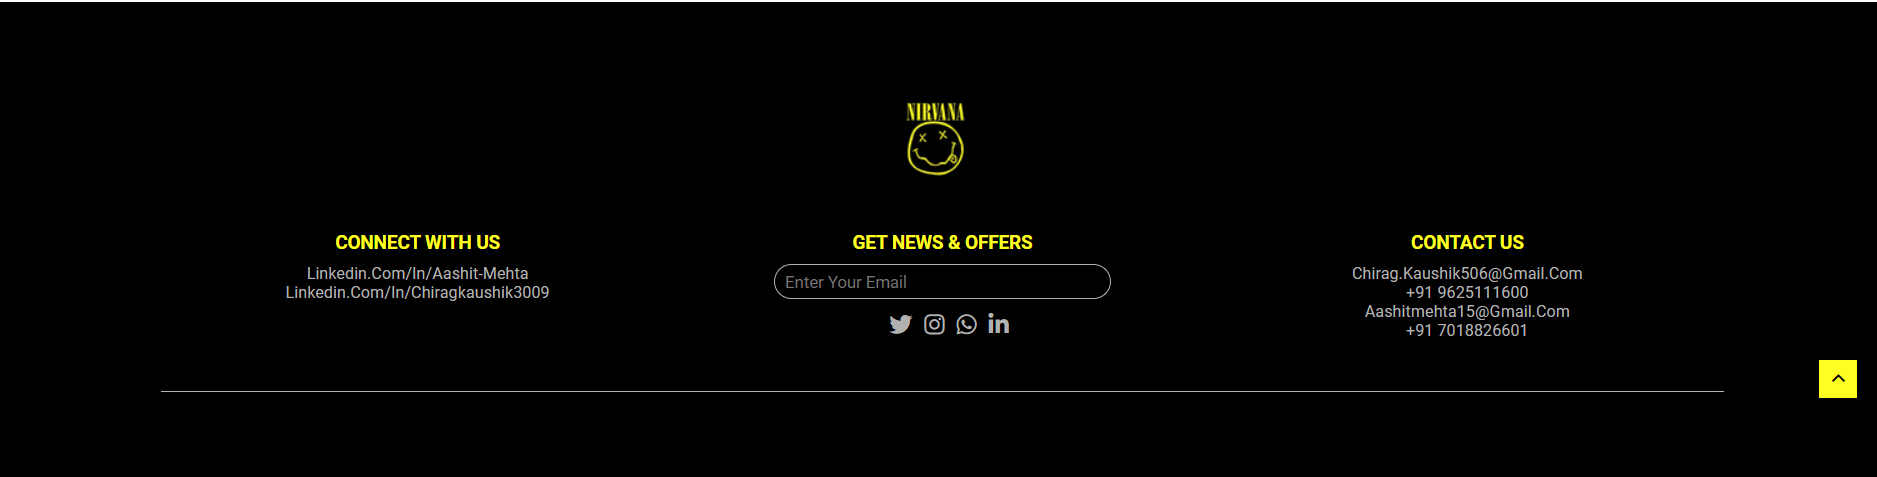 NIRVANA
CONNECT WITH US
Linkedin.Com/In/Aashit-Mehta
Linkedin.Com/In/Chiragkaushik3009
GET NEWS & OFFERS
Enter Your Email
CONTACT US
Chirag.Kaushik506@Gmail.Com
+91 9625111600
Aashitmehta15@Gmail.Com
+91 7018826601